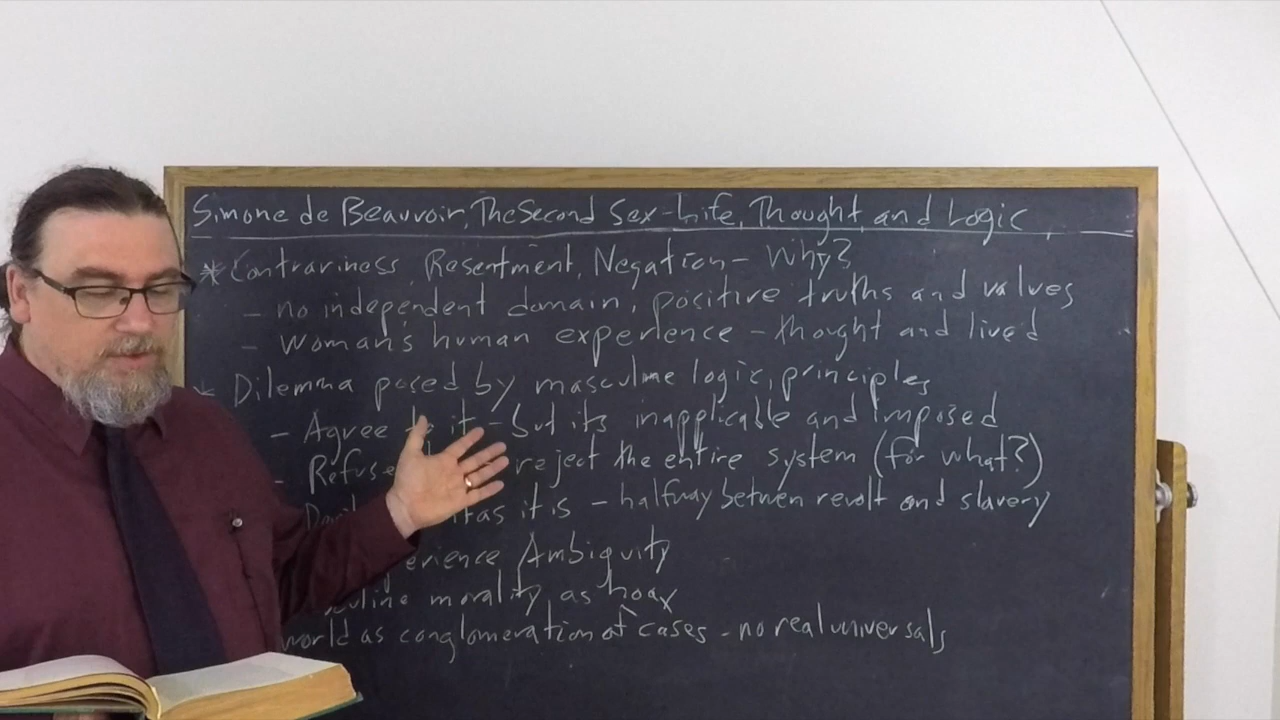 Simone de Beauvoir, The Second Sex - Life, Thought, and Logic
* Contrariness, Resentment, Negation - Why?
- no independent domain, positive truths and values
- Woman's human experience - thought and lived
* Dilemma posed by masculine logic, principles
- Agree to it - but its inapplicable and imposed
- Refuse reject the entire system (for what?)
as it is - halfway between revolt and slavery
Ambiguity
morality as hoax
world as conglomeration of cases - no real universals